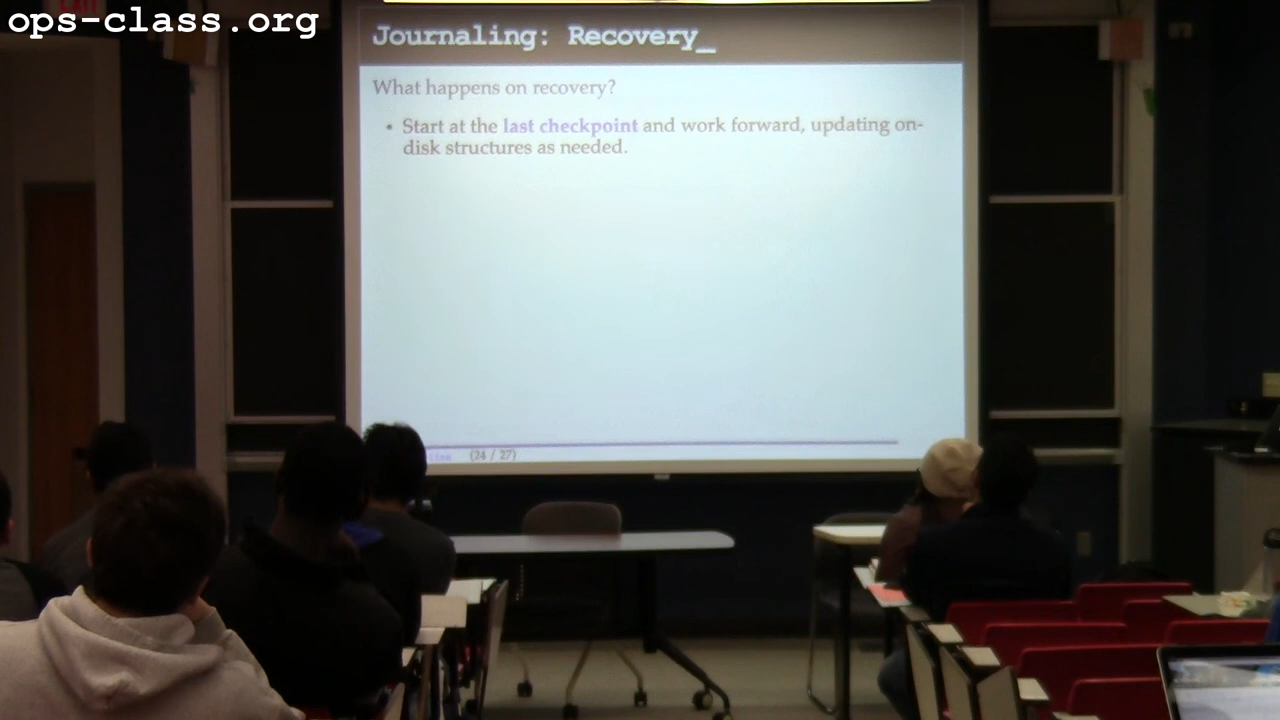 ops-class.org
Journaling: Recovery_
What happens on recovery?
• Start at the last checkpoint and work forward, updating on-
disk structures as needed.
(24 / 27)